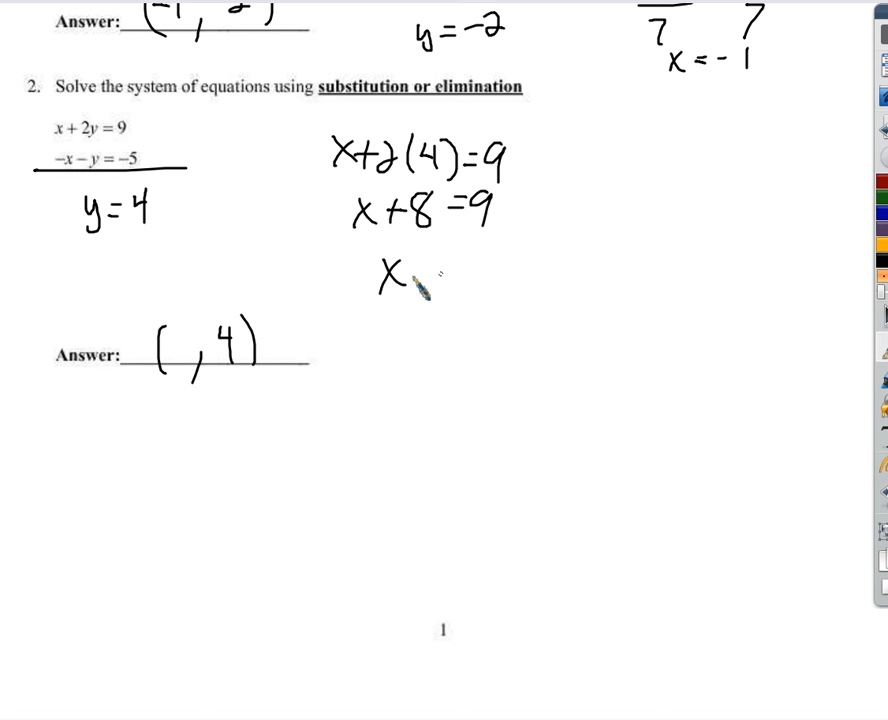 Answer: (-1, 2)
y = -2
7 7
x = -1
2. Solve the system of equations using substitution or elimination
x + 2y = 9
-x - y = -5
y = 4
x+2(4)=9
x+8=9
x
Answer: ( , 4)
1